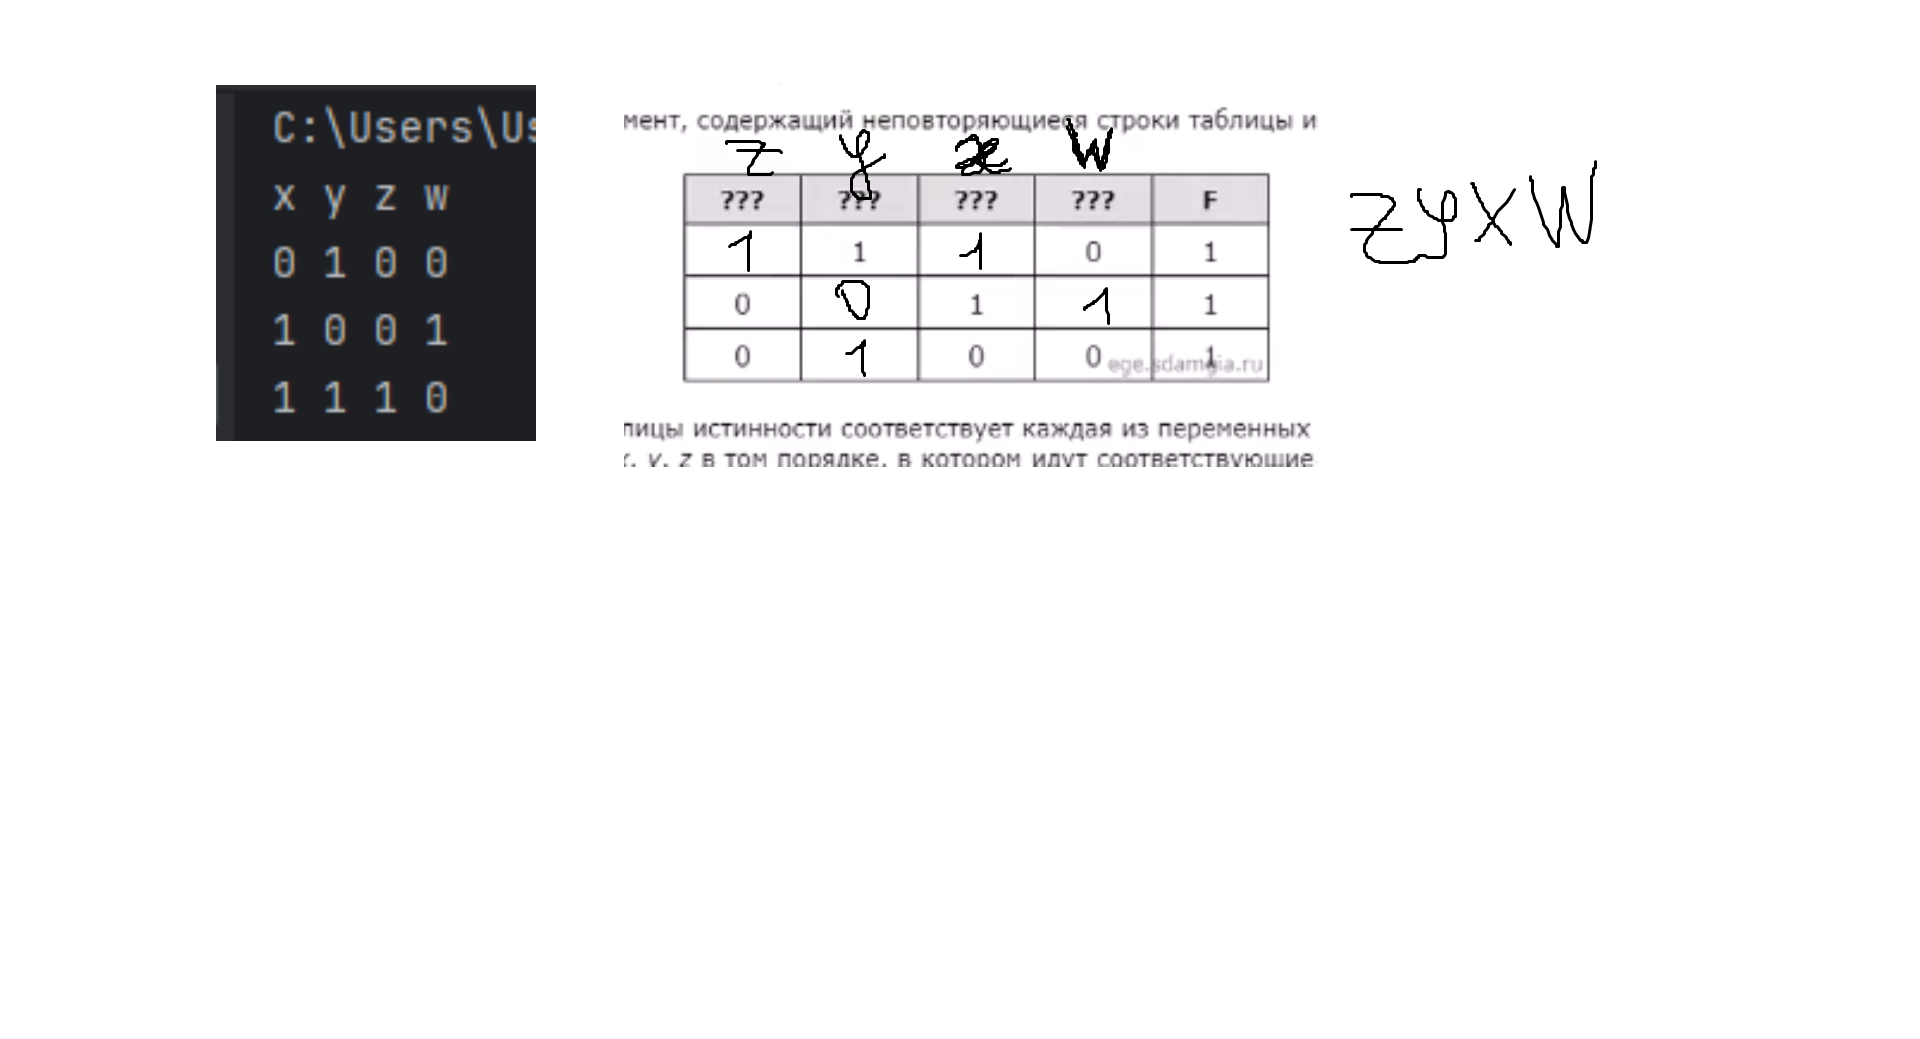 C:\Users\Us
x y z w
0 1 0 0
1 0 0 1
1 1 1 0
мент, содержащий неповторяющиеся строки таблицы и
z y x w
??? ??? ??? ??? F
1 1 1 0 1
0 0 1 1 1
0 1 0 0 1
ege.sdamgia.ru
лицы истинности соответствует каждая из переменных
x, y, z в том порядке, в котором идут соответствующие
zyxw